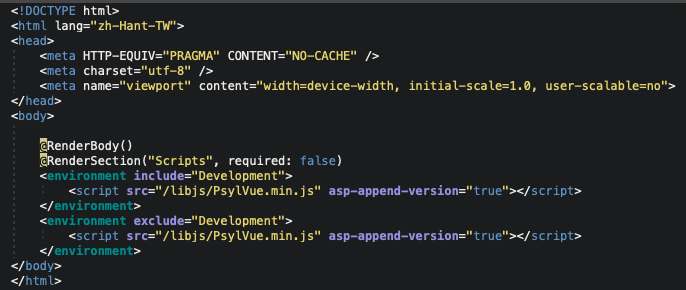 <!DOCTYPE html>
<html lang="zh-Hant-TW">
<head>
    <meta HTTP-EQUIV="PRAGMA" CONTENT="NO-CACHE" />
    <meta charset="utf-8" />
    <meta name="viewport" content="width=device-width, initial-scale=1.0, user-scalable=no">
</head>
<body>

    @RenderBody()
    @RenderSection("Scripts", required: false)
    <environment include="Development">
        <script src="/libjs/PsylVue.min.js" asp-append-version="true"></script>
    </environment>
    <environment exclude="Development">
        <script src="/libjs/PsylVue.min.js" asp-append-version="true"></script>
    </environment>
</body>
</html>